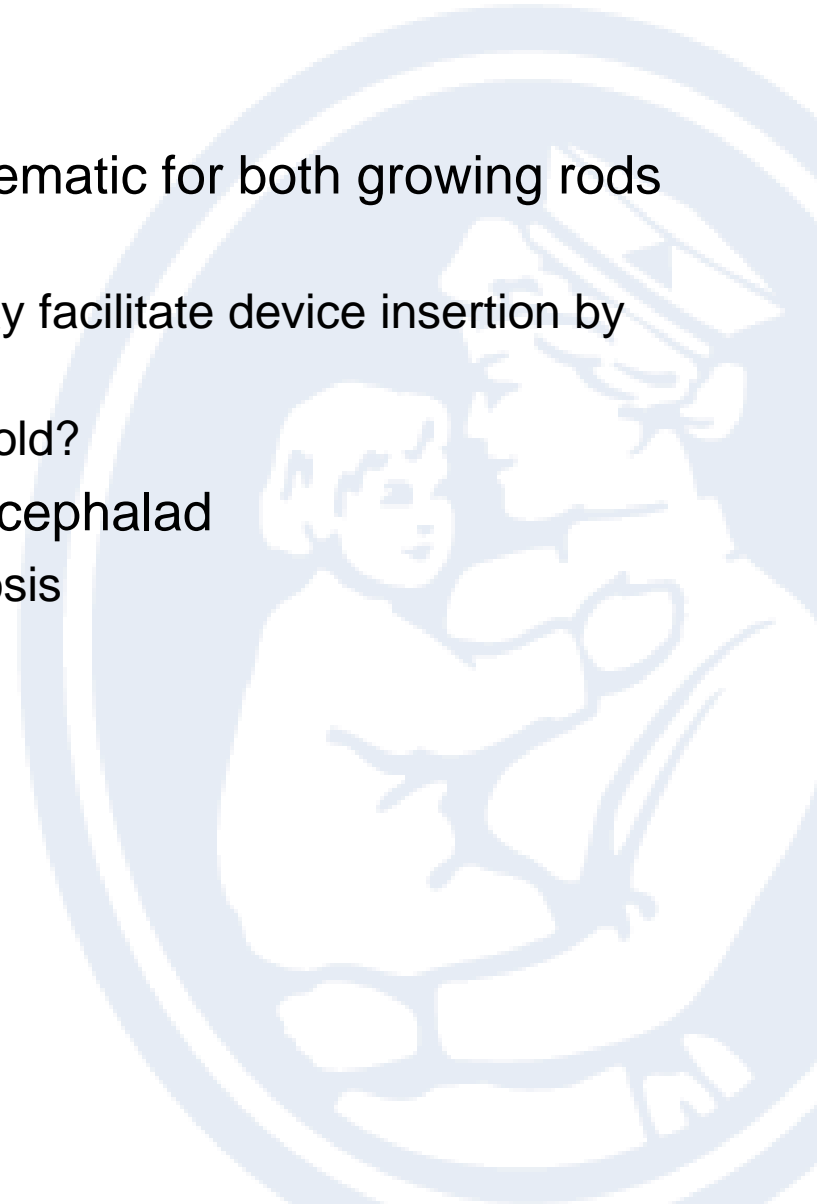 ematic for both growing rods
y facilitate device insertion by
old?
cephalad
osis